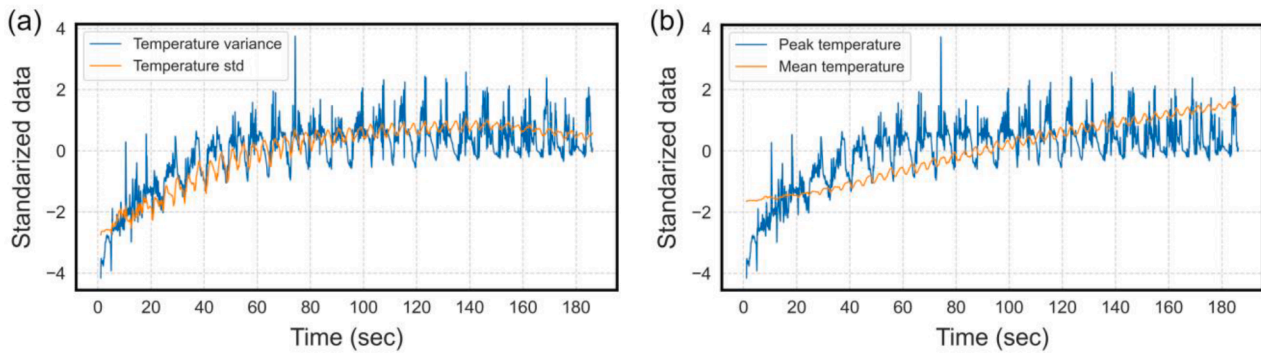 (a)
Temperature variance
Temperature std
4
2
0
−2
−4
Standarized data
0 20 40 60 80 100 120 140 160 180
Time (sec)
(b)
Peak temperature
Mean temperature
4
2
0
−2
−4
Standarized data
0 20 40 60 80 100 120 140 160 180
Time (sec)